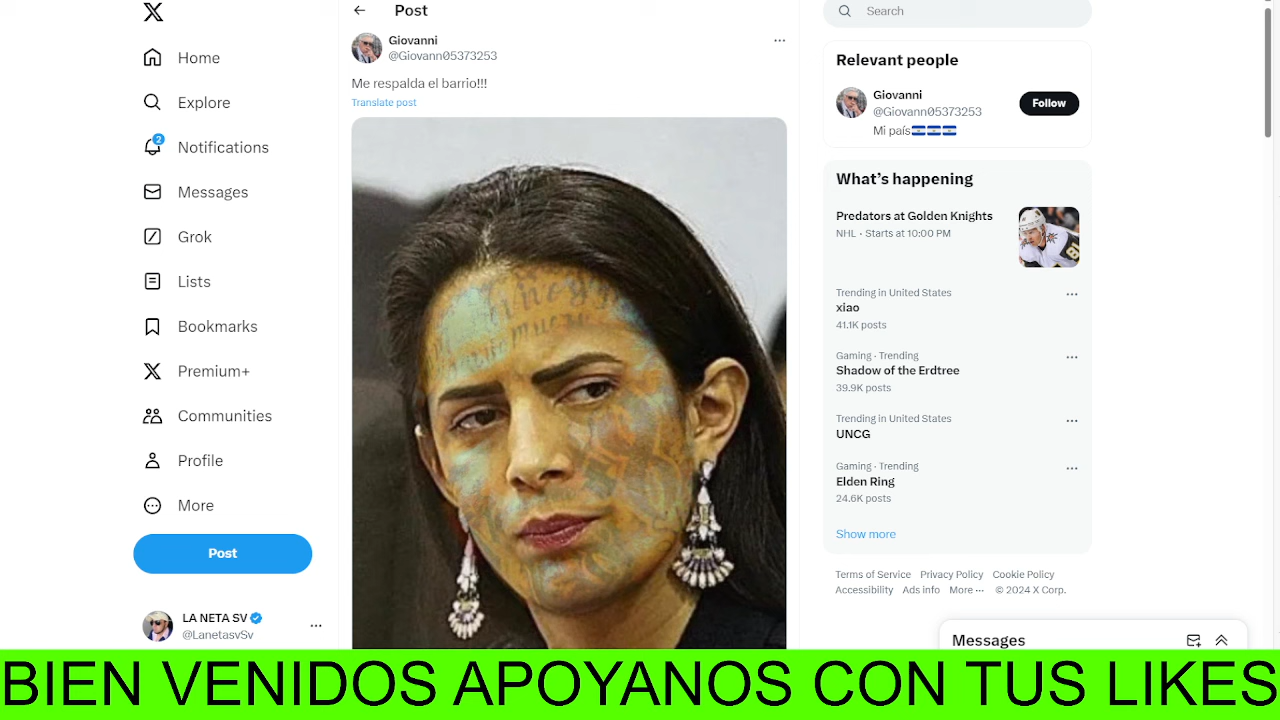 Home
Explore
2
Notifications
Messages
Grok
Lists
Bookmarks
Premium+
Communities
Profile
More
Post
LA NETA SV
@LanetasvSv
Post
Giovanni
@Giovann05373253
Me respalda el barrio!!!
Translate post
Search
Relevant people
Giovanni
@Giovann05373253
Follow
Mi país
What's happening
Predators at Golden Knights
NHL · Starts at 10:00 PM
Trending in United States
xiao
41.1K posts
Gaming · Trending
Shadow of the Erdtree
39.9K posts
Trending in United States
UNCG
Gaming · Trending
Elden Ring
24.6K posts
Show more
Terms of Service Privacy Policy Cookie Policy
Accessibility Ads info More ··· © 2024 X Corp.
Messages
BIEN VENIDOS APOYANOS CON TUS LIKES